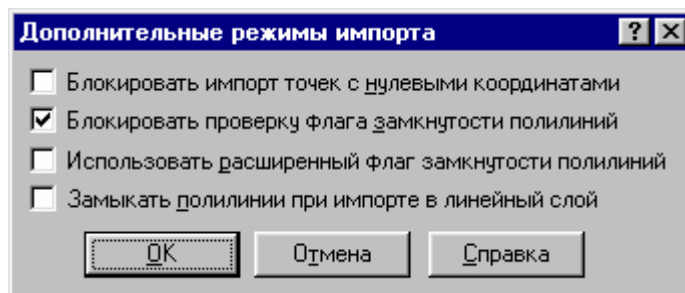 Дополнительные режимы импорта
Блокировать импорт точек с нулевыми координатами
Блокировать проверку флага замкнутости полилиний
Использовать расширенный флаг замкнутости полилиний
Замыкать полилинии при импорте в линейный слой
OK Отмена Справка